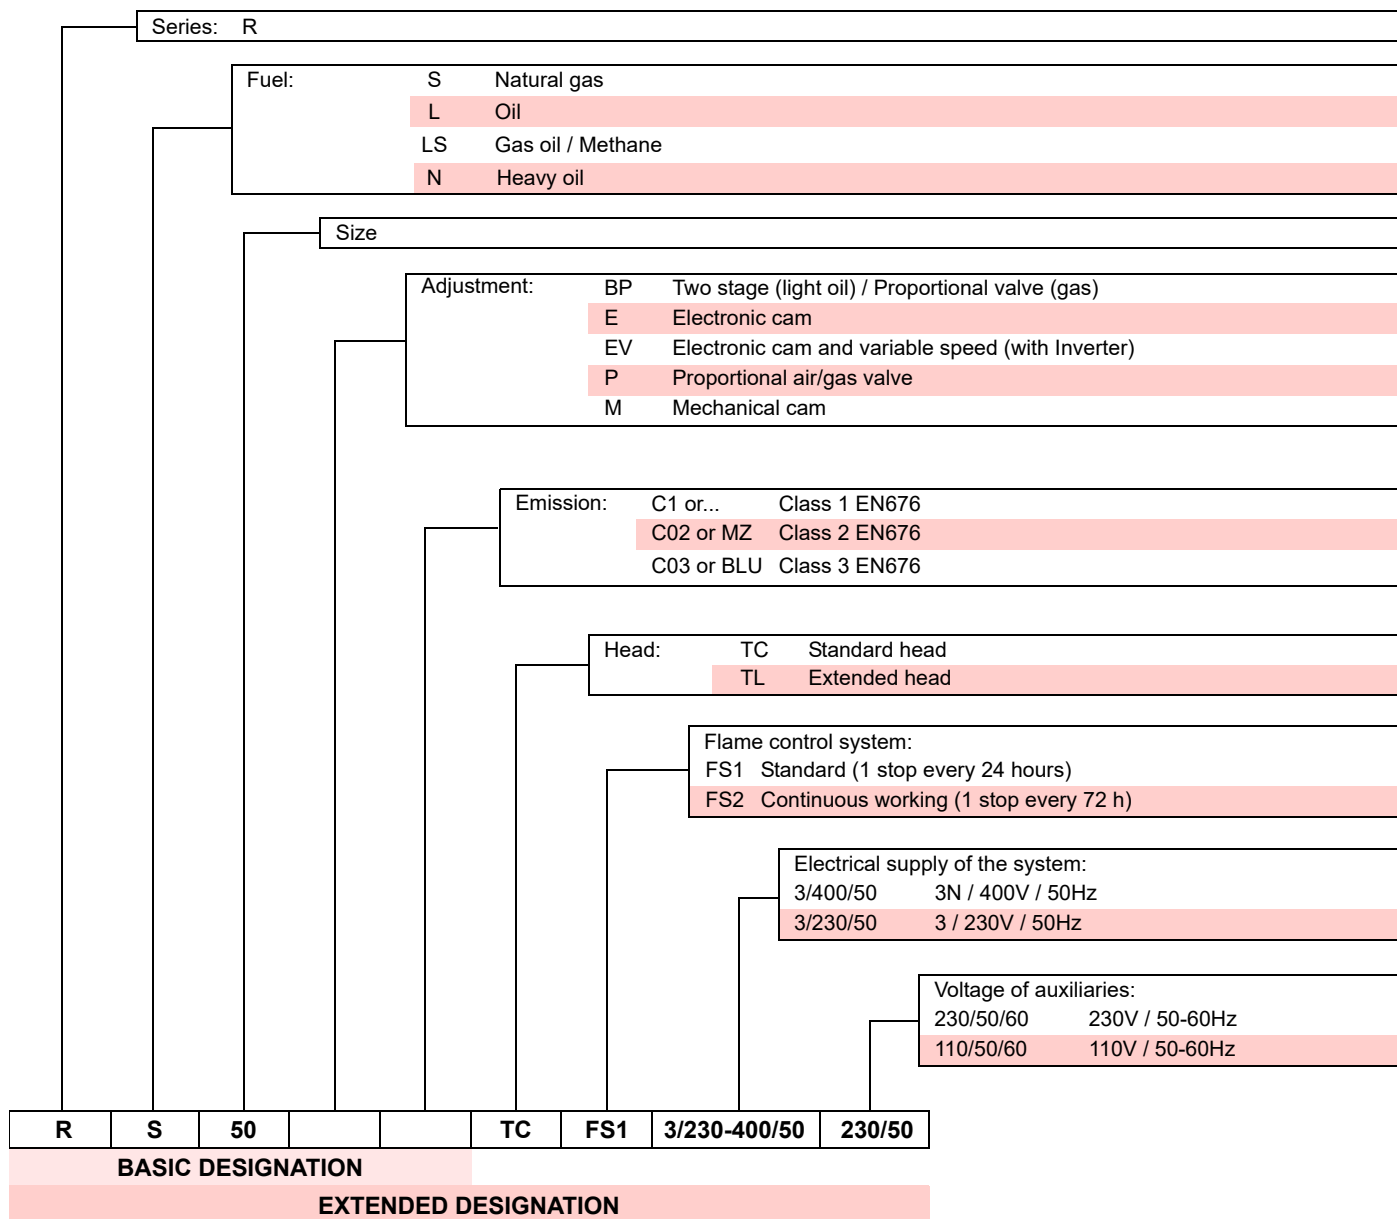 Series: R
Fuel: S Natural gas
L Oil
LS Gas oil / Methane
N Heavy oil
Size
Adjustment: BP Two stage (light oil) / Proportional valve (gas)
E Electronic cam
EV Electronic cam and variable speed (with Inverter)
P Proportional air/gas valve
M Mechanical cam
Emission: C1 or... Class 1 EN676
C02 or MZ Class 2 EN676
C03 or BLU Class 3 EN676
Head: TC Standard head
TL Extended head
Flame control system:
FS1 Standard (1 stop every 24 hours)
FS2 Continuous working (1 stop every 72 h)
Electrical supply of the system:
3/400/50 3N / 400V / 50Hz
3/230/50 3 / 230V / 50Hz
Voltage of auxiliaries:
230/50/60 230V / 50-60Hz
110/50/60 110V / 50-60Hz
R S 50 TC FS1 3/230-400/50 230/50
BASIC DESIGNATION
EXTENDED DESIGNATION